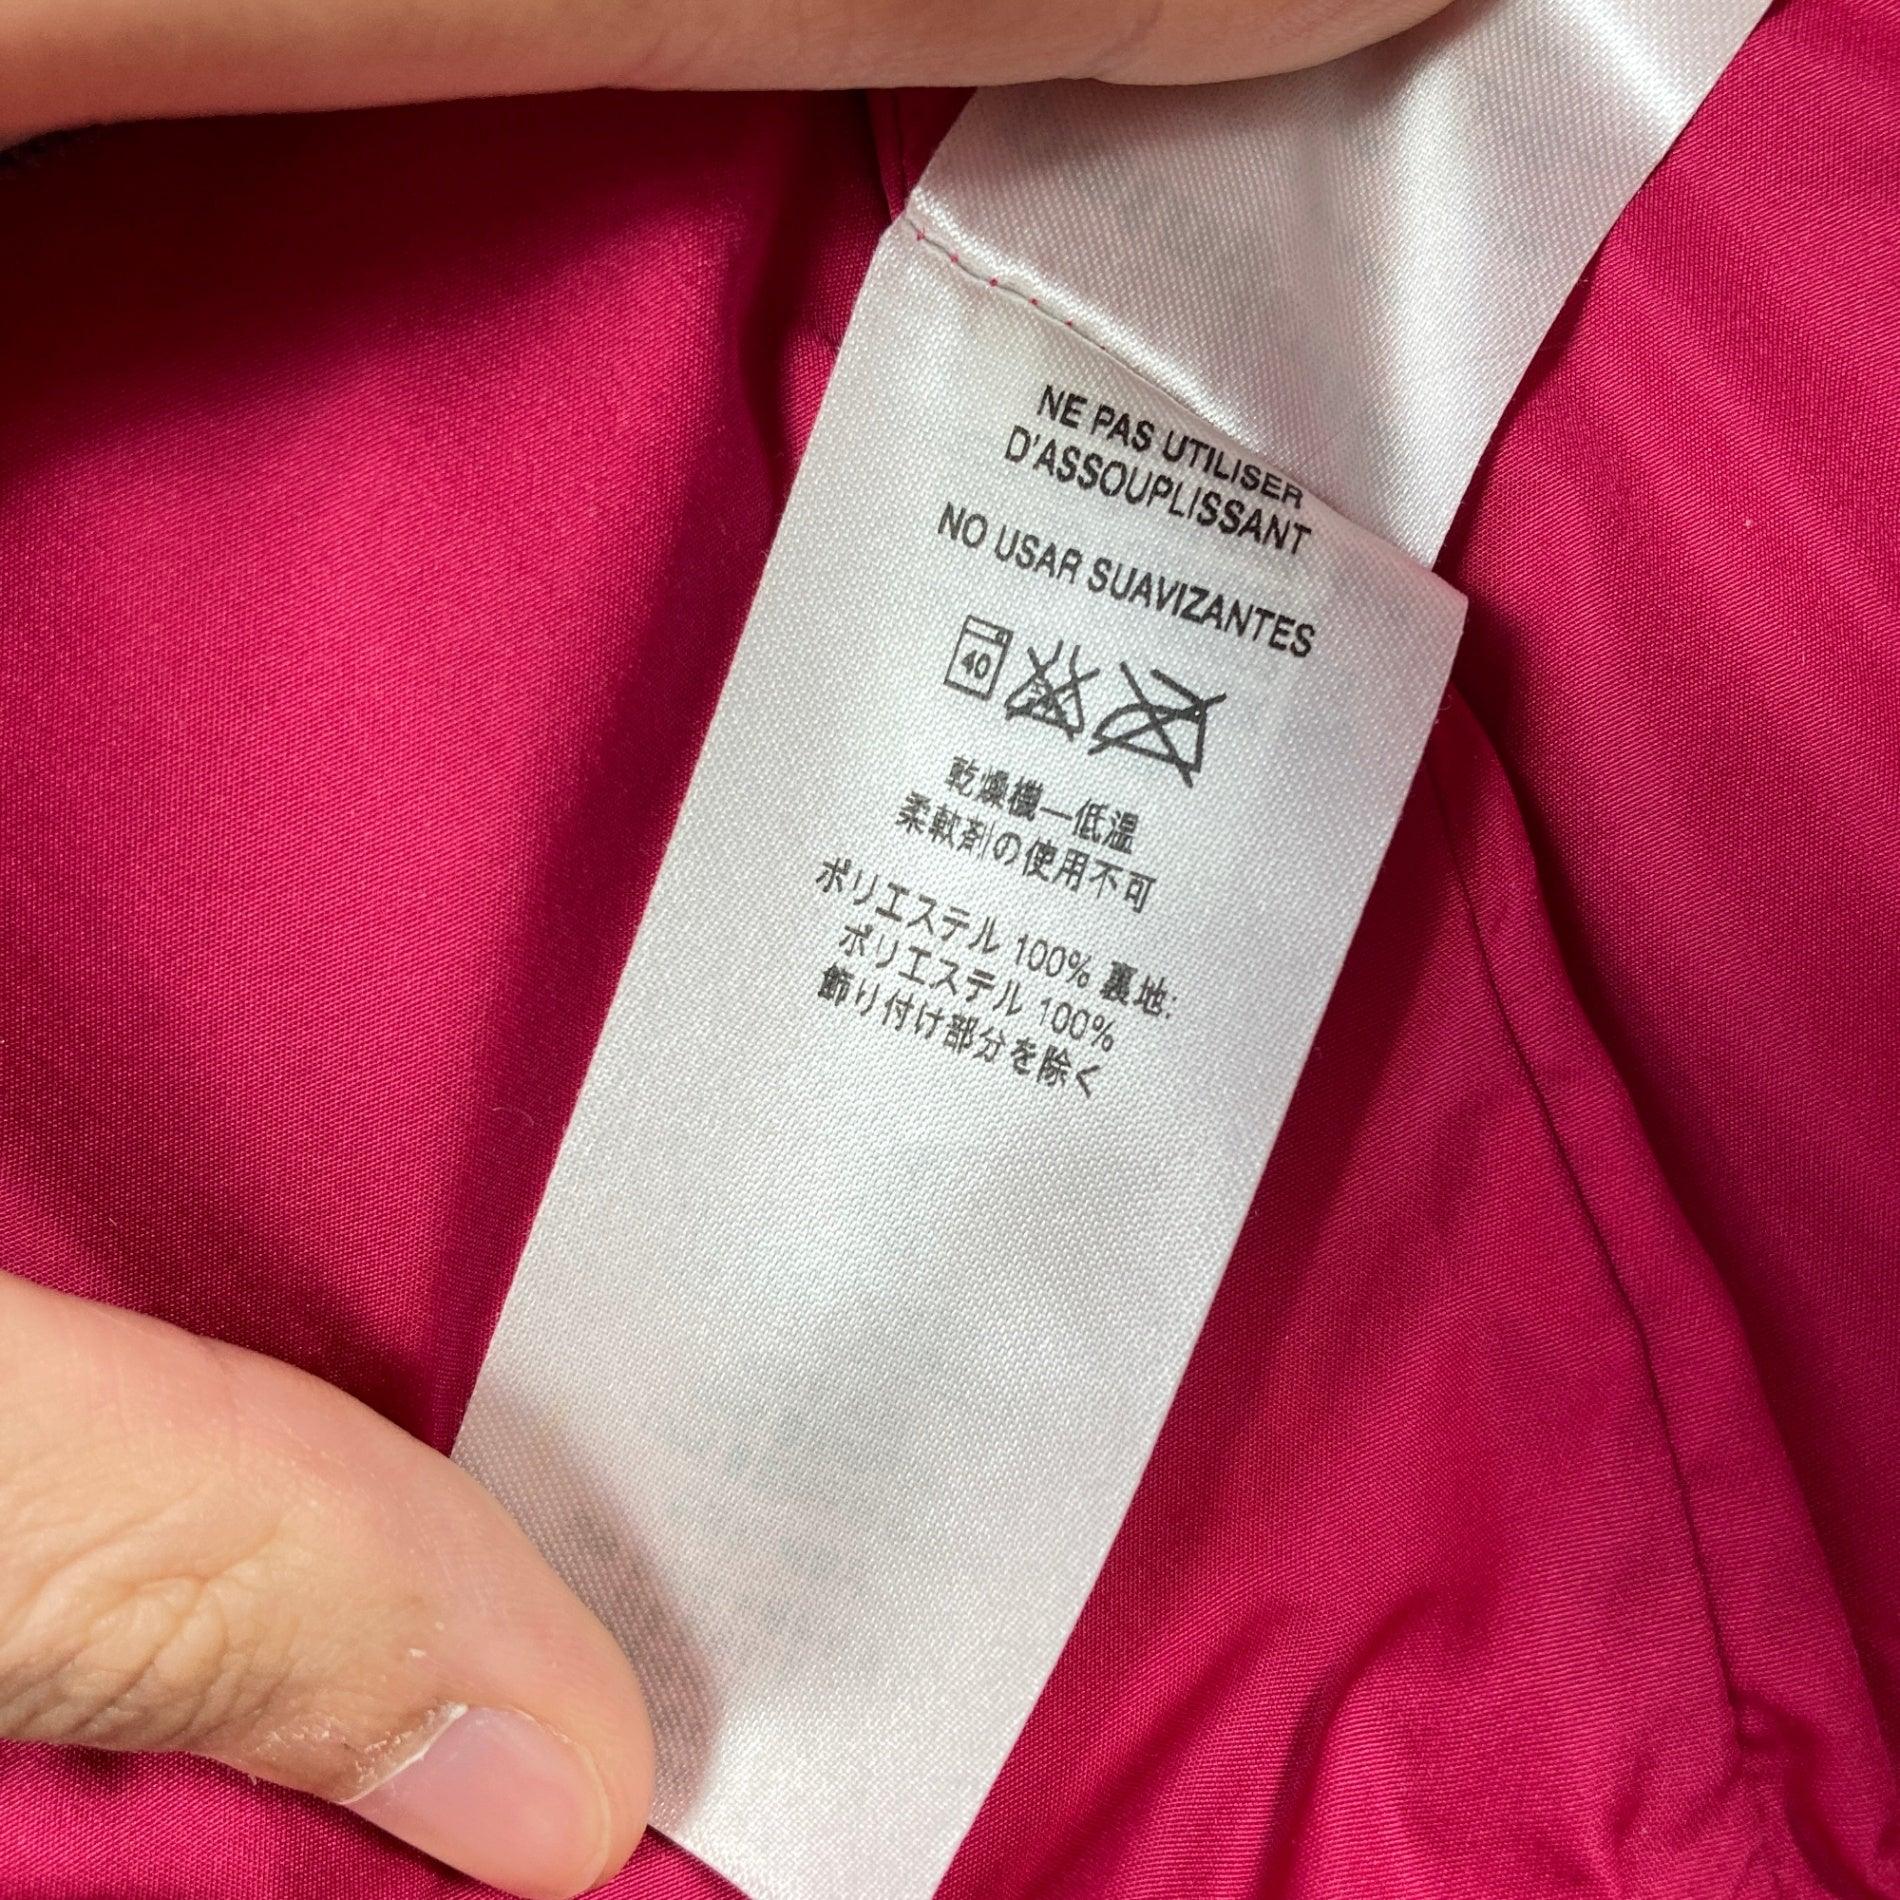 NE PAS UTILISER
D'ASSOUPLISSANT
NO USAR SUAVIZANTES
40
乾燥機—低温
柔軟剤の使用不可
ポリエステル 100% 裏地:
ポリエステル 100%
飾り付け部分を除く